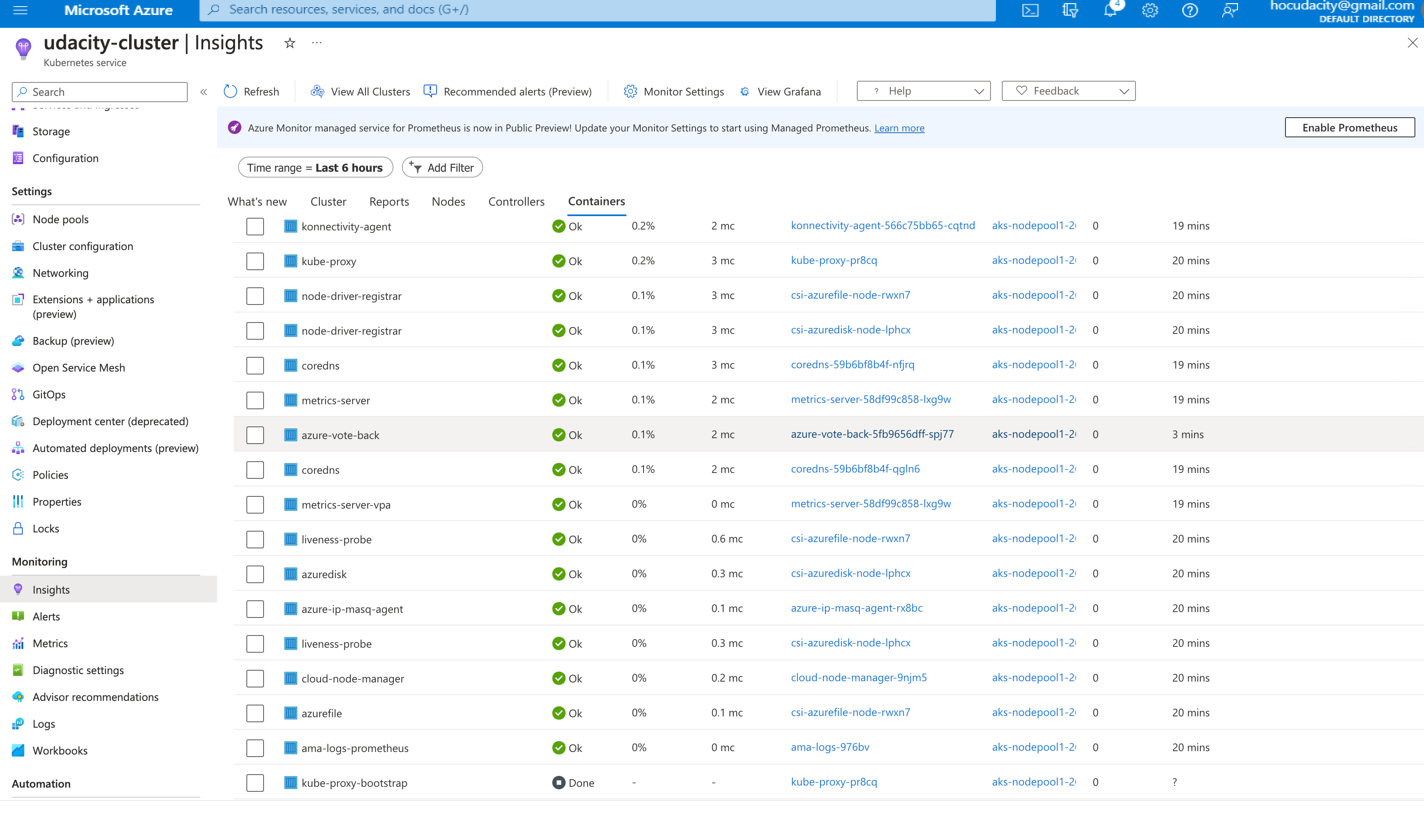 Microsoft Azure
Search resources, services, and docs (G+/)
4
hocudacity@gmail.com
DEFAULT DIRECTORY
udacity-cluster | Insights
Kubernetes service
Search
Refresh
View All Clusters
Recommended alerts (Preview)
Monitor Settings
View Grafana
? Help
Feedback
Azure Monitor managed service for Prometheus is now in Public Preview! Update your Monitor Settings to start using Managed Prometheus. Learn more
Enable Prometheus
Time range = Last 6 hours
Add Filter
What's new Cluster Reports Nodes Controllers Containers
Services and ingresses
Storage
Configuration
Settings
Node pools
Cluster configuration
Networking
Extensions + applications
(preview)
Backup (preview)
Open Service Mesh
GitOps
Deployment center (deprecated)
Automated deployments (preview)
Policies
Properties
Locks
Monitoring
Insights
Alerts
Metrics
Diagnostic settings
Advisor recommendations
Logs
Workbooks
Automation
konnectivity-agent Ok 0.2% 2 mc konnectivity-agent-566c75bb65-cqtnd aks-nodepool1-2 0 19 mins
kube-proxy Ok 0.2% 3 mc kube-proxy-pr8cq aks-nodepool1-2 0 20 mins
node-driver-registrar Ok 0.1% 3 mc csi-azurefile-node-rwxn7 aks-nodepool1-2 0 20 mins
node-driver-registrar Ok 0.1% 3 mc csi-azuredisk-node-lphcx aks-nodepool1-2 0 20 mins
coredns Ok 0.1% 3 mc coredns-59b6bf8b4f-nfjrq aks-nodepool1-2 0 19 mins
metrics-server Ok 0.1% 2 mc metrics-server-58df99c858-lxg9w aks-nodepool1-2 0 19 mins
azure-vote-back Ok 0.1% 2 mc azure-vote-back-5fb9656dff-spj77 aks-nodepool1-2 0 3 mins
coredns Ok 0.1% 2 mc coredns-59b6bf8b4f-qgln6 aks-nodepool1-2 0 19 mins
metrics-server-vpa Ok 0% 0 mc metrics-server-58df99c858-lxg9w aks-nodepool1-2 0 19 mins
liveness-probe Ok 0% 0.6 mc csi-azurefile-node-rwxn7 aks-nodepool1-2 0 20 mins
azuredisk Ok 0% 0.3 mc csi-azuredisk-node-lphcx aks-nodepool1-2 0 20 mins
azure-ip-masq-agent Ok 0% 0.1 mc azure-ip-masq-agent-rx8bc aks-nodepool1-2 0 20 mins
liveness-probe Ok 0% 0.3 mc csi-azuredisk-node-lphcx aks-nodepool1-2 0 20 mins
cloud-node-manager Ok 0% 0.2 mc cloud-node-manager-9njm5 aks-nodepool1-2 0 20 mins
azurefile Ok 0% 0.1 mc csi-azurefile-node-rwxn7 aks-nodepool1-2 0 20 mins
ama-logs-prometheus Ok 0% 0 mc ama-logs-976bv aks-nodepool1-2 0 20 mins
kube-proxy-bootstrap Done - - kube-proxy-pr8cq aks-nodepool1-2 0 ?